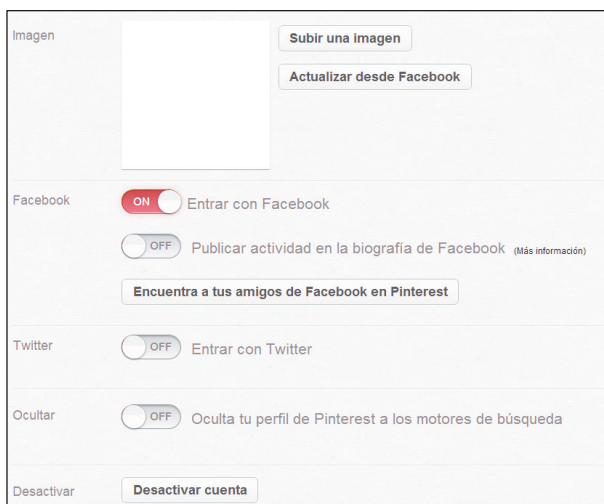 Imagen
Subir una imagen
Actualizar desde Facebook
Facebook
ON Entrar con Facebook
OFF Publicar actividad en la biografía de Facebook (Más información)
Encuentra a tus amigos de Facebook en Pinterest
Twitter
OFF Entrar con Twitter
Ocultar
OFF Oculta tu perfil de Pinterest a los motores de búsqueda
Desactivar
Desactivar cuenta